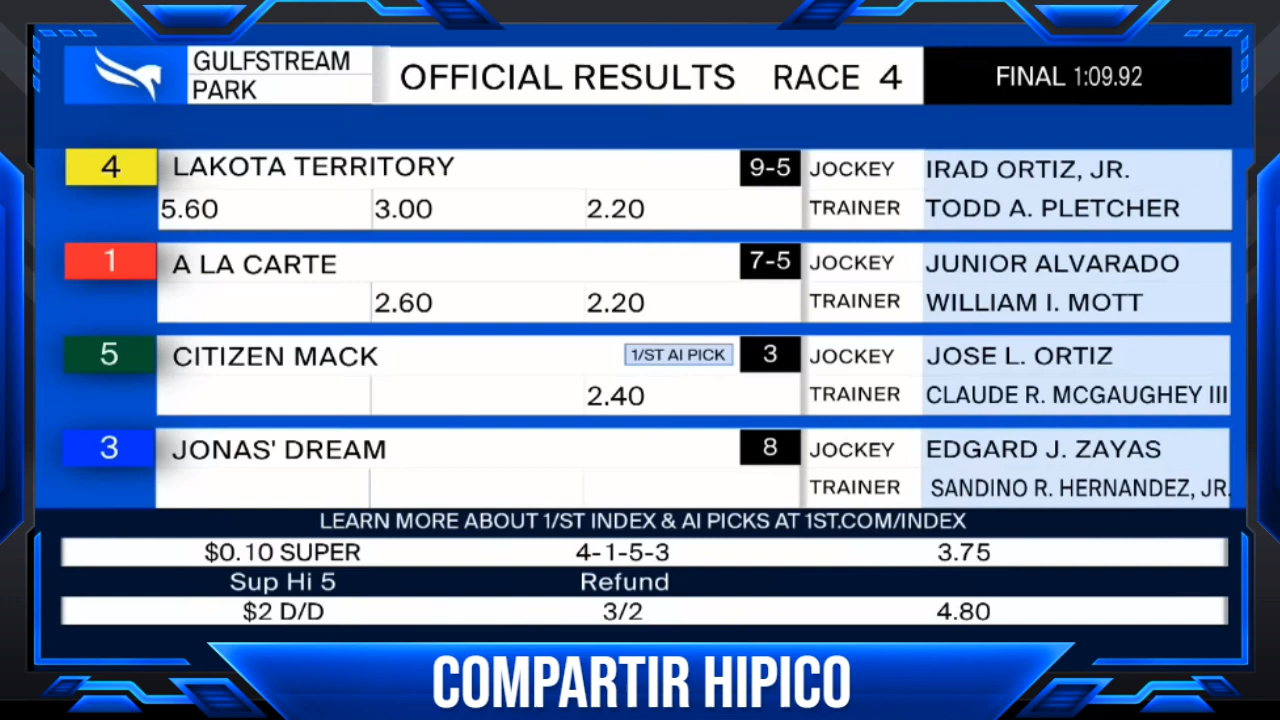 GULFSTREAM PARK
OFFICIAL RESULTS RACE 4
FINAL 1:09.92
4 LAKOTA TERRITORY 9-5 JOCKEY IRAD ORTIZ, JR.
5.60 3.00 2.20 TRAINER TODD A. PLETCHER
1 A LA CARTE 7-5 JOCKEY JUNIOR ALVARADO
2.60 2.20 TRAINER WILLIAM I. MOTT
5 CITIZEN MACK 1/ST AI PICK 3 JOCKEY JOSE L. ORTIZ
2.40 TRAINER CLAUDE R. MCGAUGHEY III
3 JONAS' DREAM 8 JOCKEY EDGARD J. ZAYAS
TRAINER SANDINO R. HERNANDEZ, JR.
LEARN MORE ABOUT 1/ST INDEX & AI PICKS AT 1ST.COM/INDEX
$0.10 SUPER 4-1-5-3 3.75
Sup Hi 5 Refund
$2 D/D 3/2 4.80
COMPARTIR HIPICO